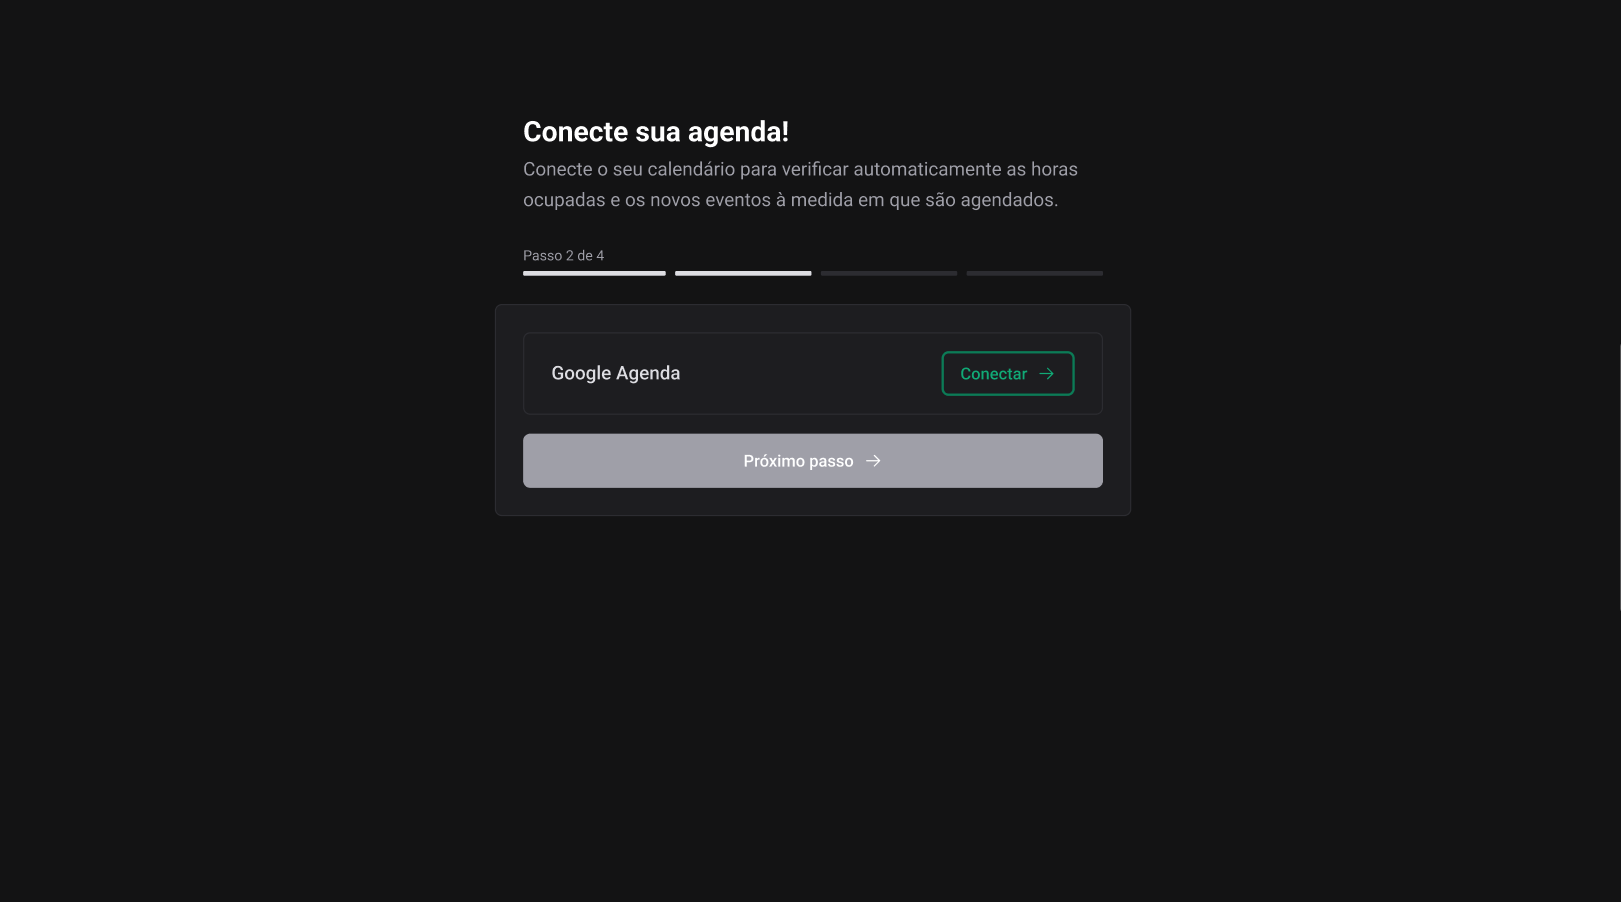 Conecte sua agenda!
Conecte o seu calendário para verificar automaticamente as horas
ocupadas e os novos eventos à medida em que são agendados.
Passo 2 de 4
Google Agenda
Conectar
Próximo passo